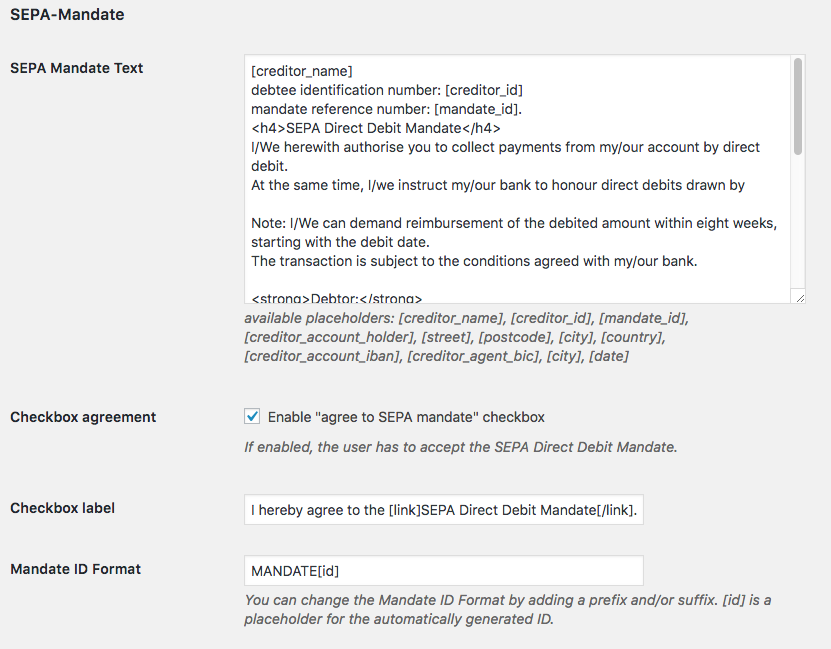 SEPA-Mandate
SEPA Mandate Text
[creditor_name]
debtee identification number: [creditor_id]
mandate reference number: [mandate_id].
<h4>SEPA Direct Debit Mandate</h4>
I/We herewith authorise you to collect payments from my/our account by direct
debit.
At the same time, I/we instruct my/our bank to honour direct debits drawn by
Note: I/We can demand reimbursement of the debited amount within eight weeks,
starting with the debit date.
The transaction is subject to the conditions agreed with my/our bank.
<strong>Debtor:</strong>
available placeholders: [creditor_name], [creditor_id], [mandate_id],
[creditor_account_holder], [street], [postcode], [city], [country],
[creditor_account_iban], [creditor_agent_bic], [city], [date]
Checkbox agreement
Enable "agree to SEPA mandate" checkbox
If enabled, the user has to accept the SEPA Direct Debit Mandate.
Checkbox label
I hereby agree to the [link]SEPA Direct Debit Mandate[/link].
Mandate ID Format
MANDATE[id]
You can change the Mandate ID Format by adding a prefix and/or suffix. [id] is a
placeholder for the automatically generated ID.